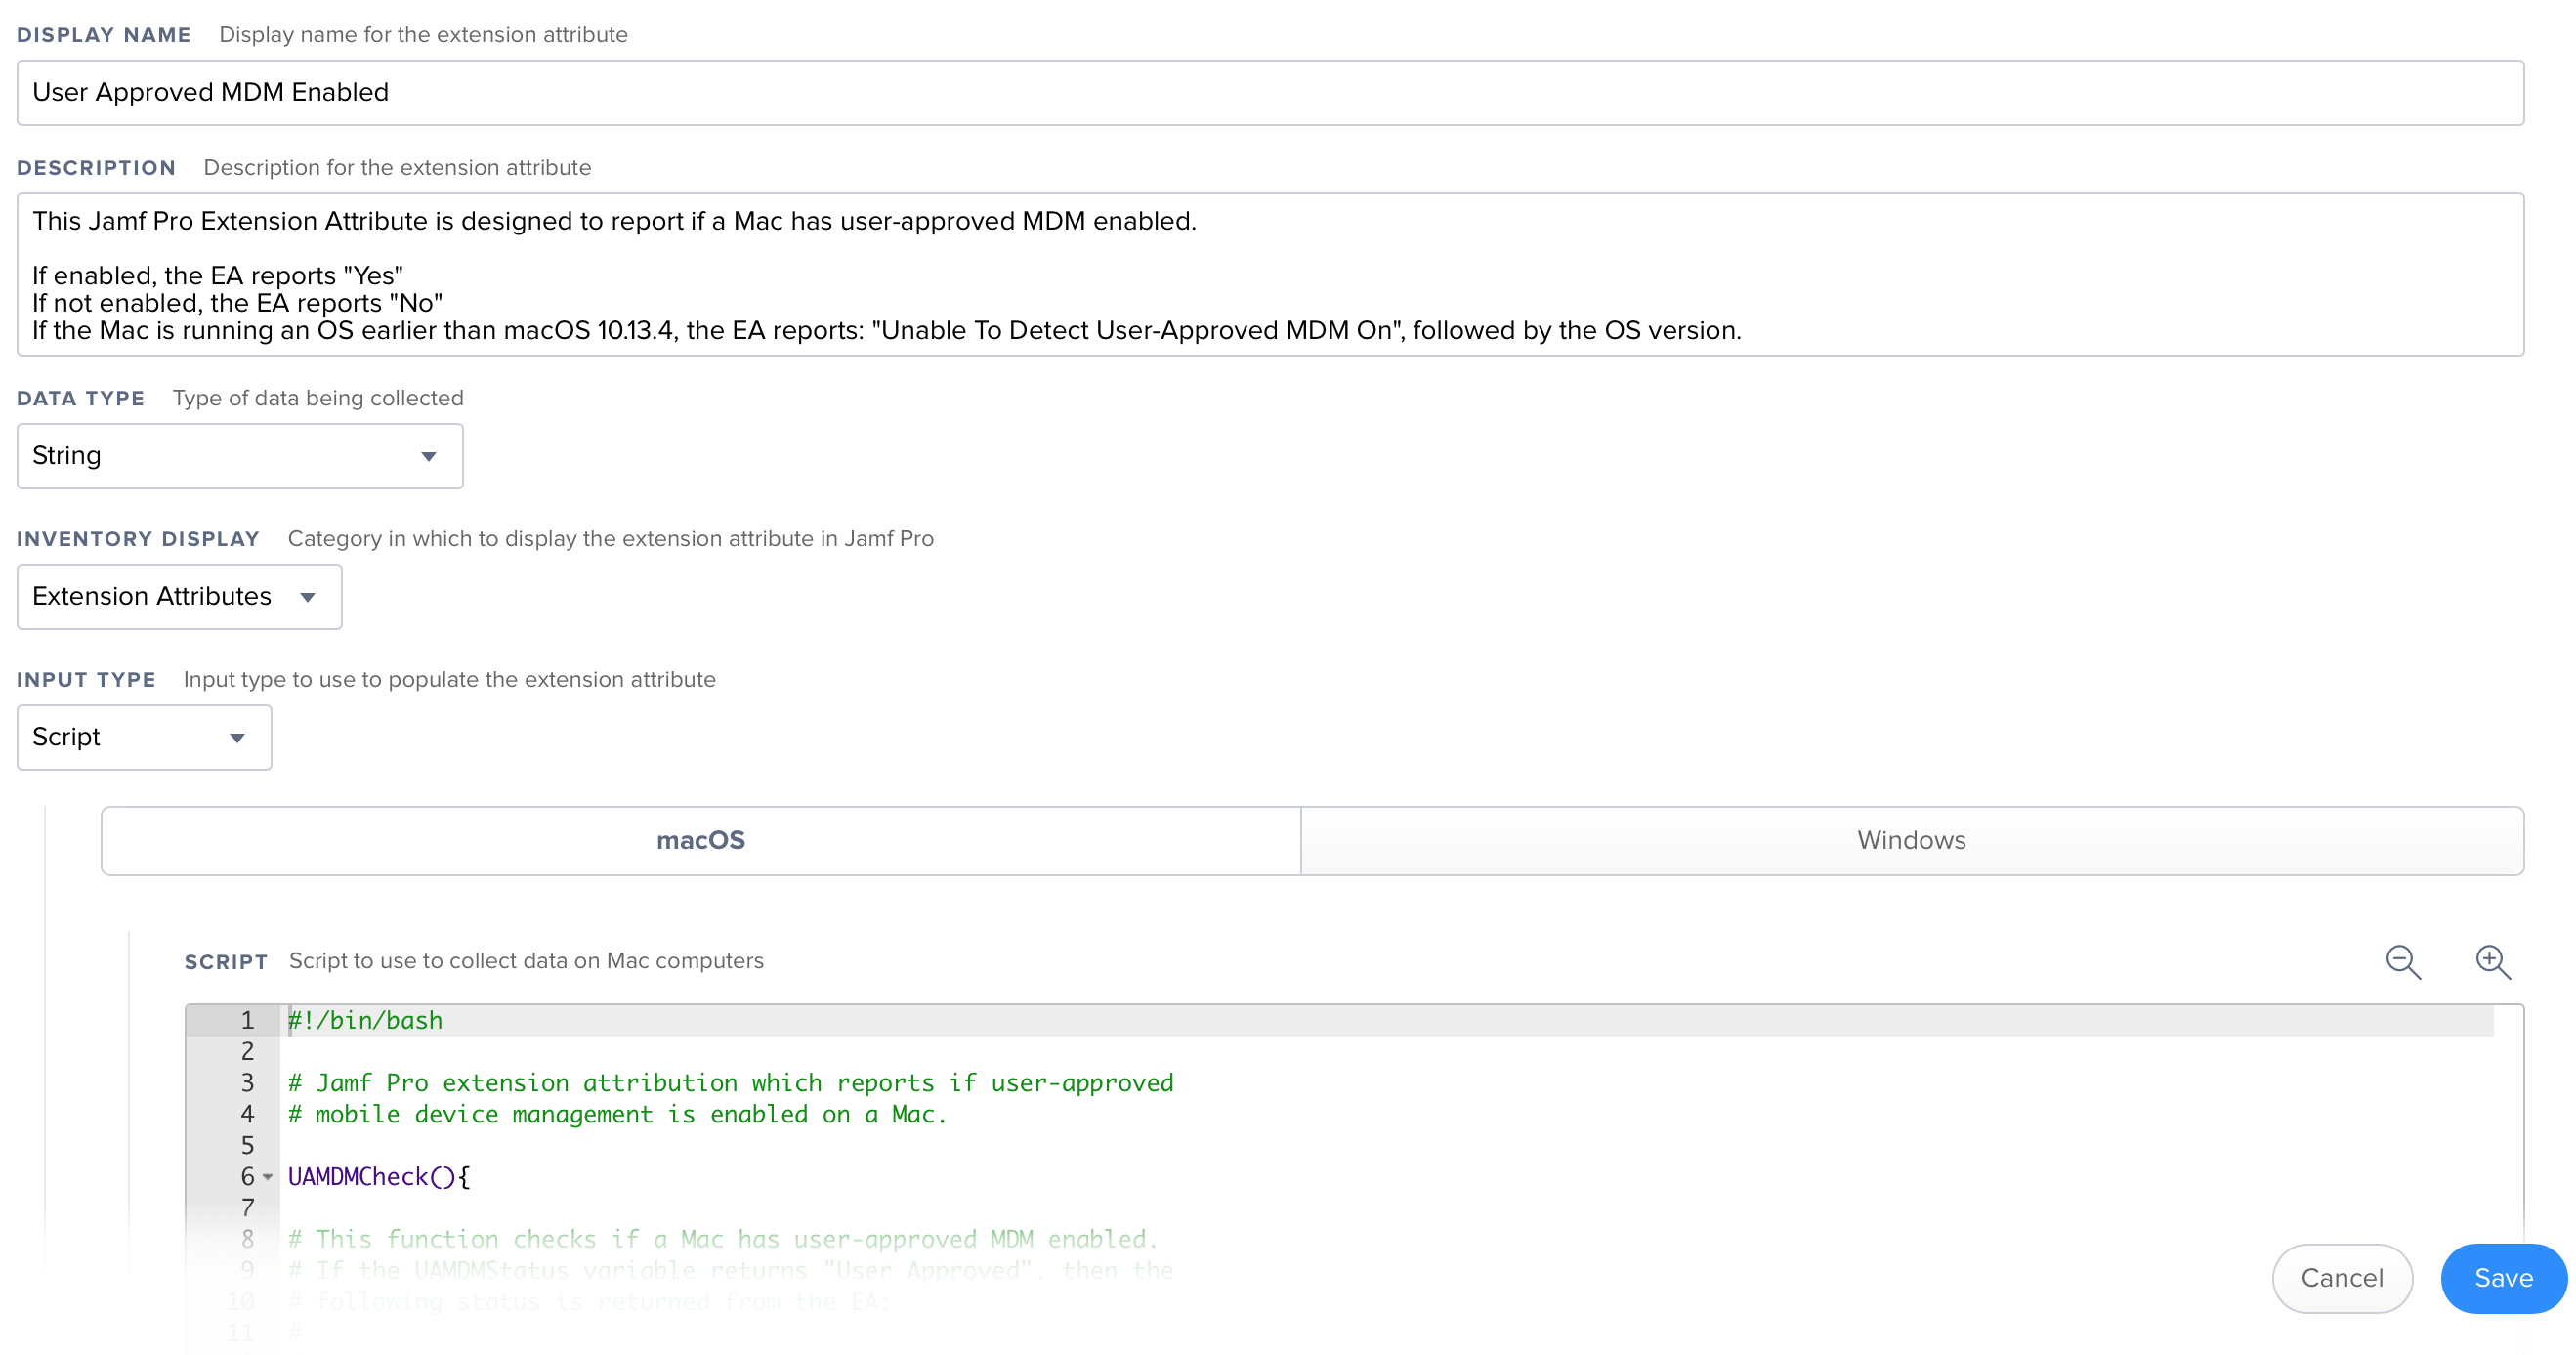 DISPLAY NAME Display name for the extension attribute
User Approved MDM Enabled
DESCRIPTION Description for the extension attribute
This Jamf Pro Extension Attribute is designed to report if a Mac has user-approved MDM enabled.
If enabled, the EA reports "Yes"
If not enabled, the EA reports "No"
If the Mac is running an OS earlier than macOS 10.13.4, the EA reports: "Unable To Detect User-Approved MDM On", followed by the OS version.
DATA TYPE Type of data being collected
String
INVENTORY DISPLAY Category in which to display the extension attribute in Jamf Pro
Extension Attributes
INPUT TYPE Input type to use to populate the extension attribute
Script
macOS Windows
SCRIPT Script to use to collect data on Mac computers
1 #!/bin/bash
2
3 # Jamf Pro extension attribution which reports if user-approved
4 # mobile device management is enabled on a Mac.
5
6 UAMDMCheck(){
7
8 # This function checks if a Mac has user-approved MDM enabled.
9 # If the UAMDMStatus variable returns "User Approved", then the
10 # following status is returned from the EA:
11 #
Cancel Save